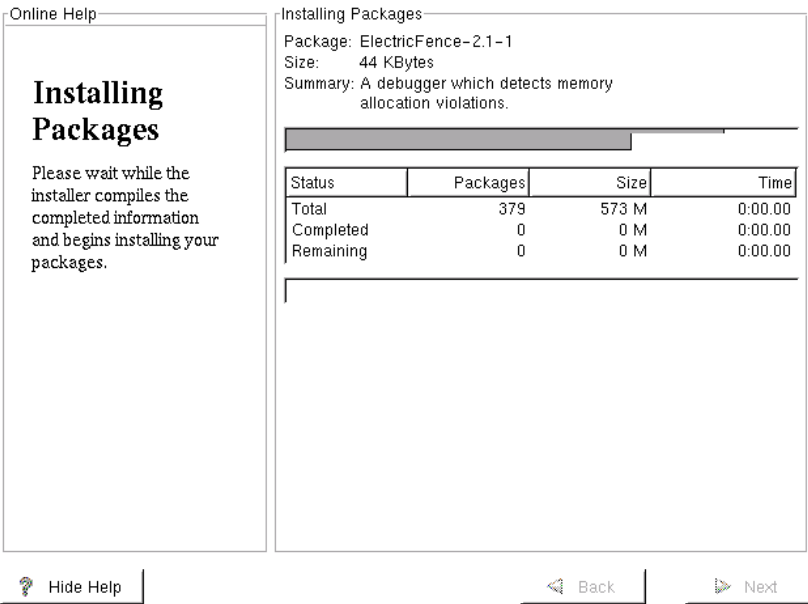 Online Help
Installing
Packages
Please wait while the
installer compiles the
completed information
and begins installing your
packages.
Installing Packages
Package: ElectricFence-2.1-1
Size: 44 KBytes
Summary: A debugger which detects memory
allocation violations.
Status Packages Size Time
Total 379 573 M 0:00.00
Completed 0 0 M 0:00.00
Remaining 0 0 M 0:00.00
? Hide Help
Back
Next